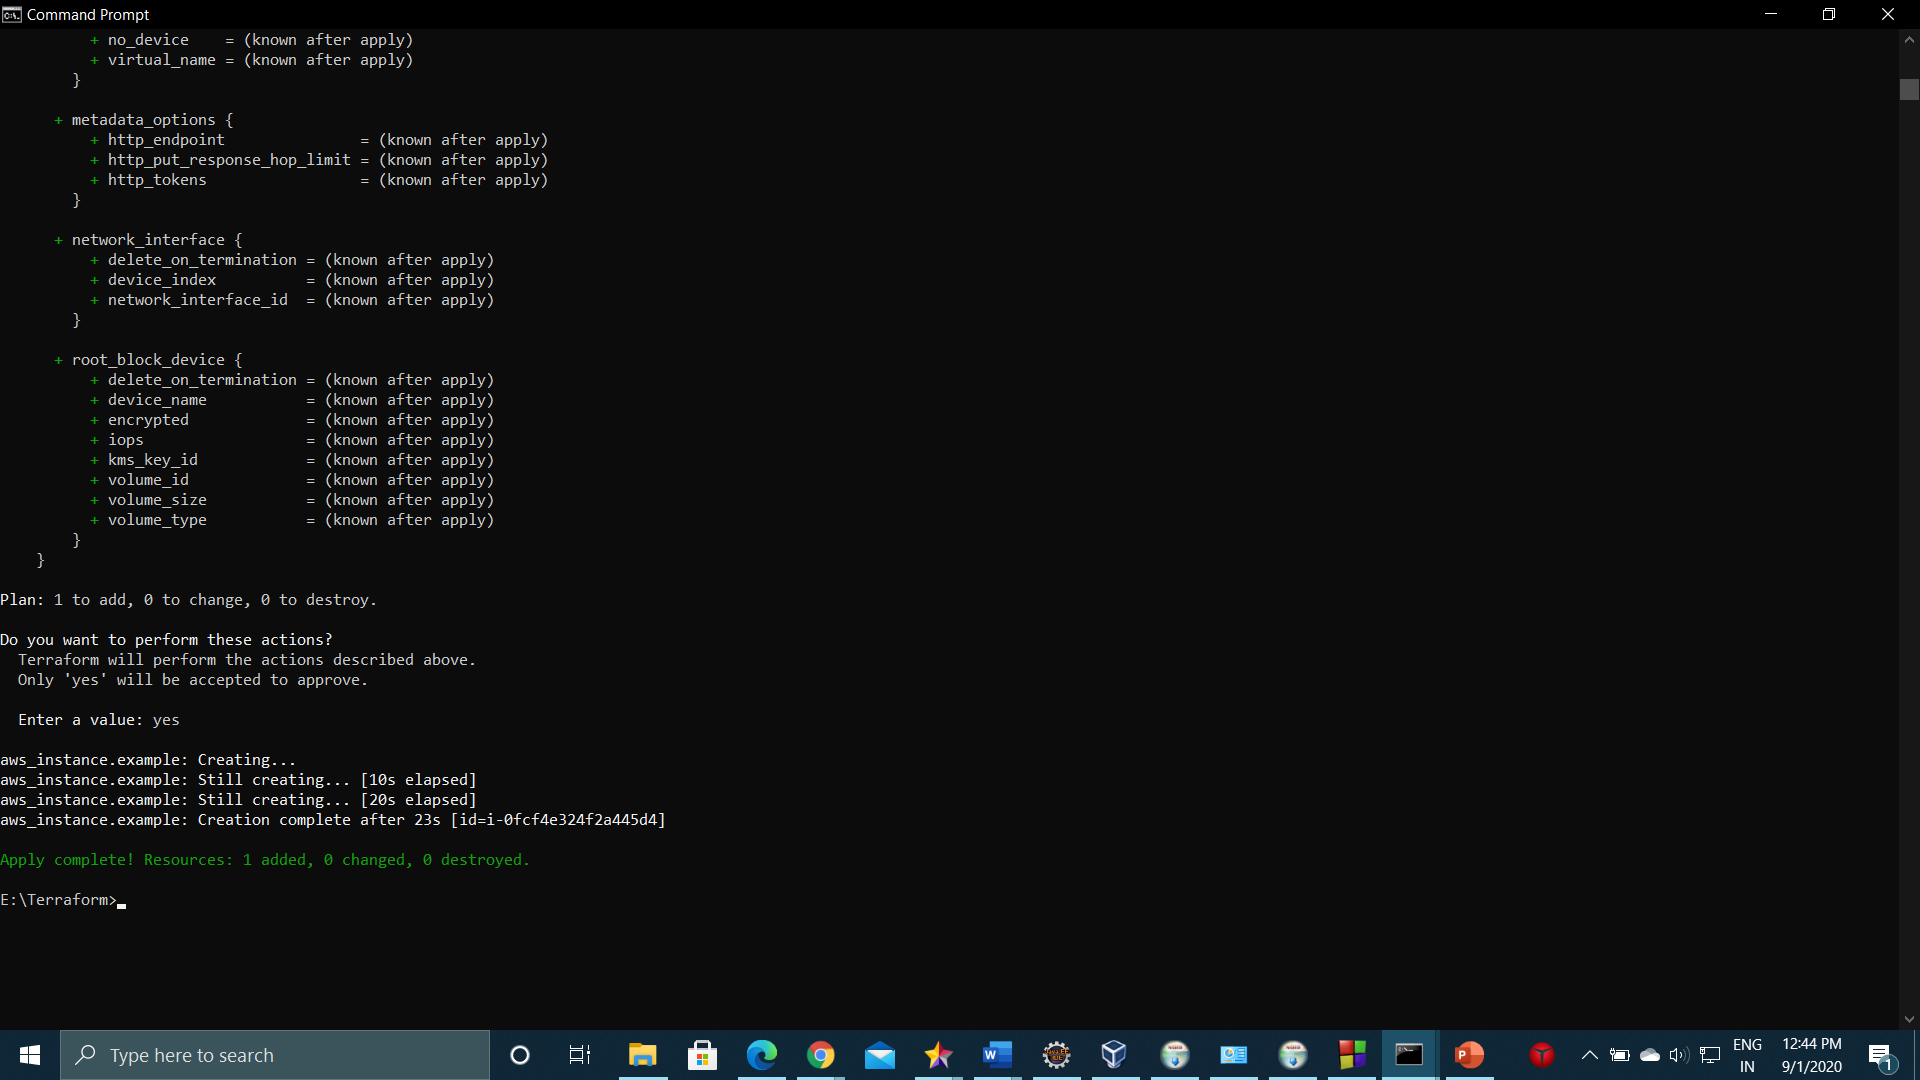 Command Prompt
+ no_device    = (known after apply)
+ virtual_name = (known after apply)
}
+ metadata_options {
+ http_endpoint               = (known after apply)
+ http_put_response_hop_limit = (known after apply)
+ http_tokens                 = (known after apply)
}
+ network_interface {
+ delete_on_termination = (known after apply)
+ device_index          = (known after apply)
+ network_interface_id  = (known after apply)
}
+ root_block_device {
+ delete_on_termination = (known after apply)
+ device_name           = (known after apply)
+ encrypted             = (known after apply)
+ iops                  = (known after apply)
+ kms_key_id            = (known after apply)
+ volume_id             = (known after apply)
+ volume_size           = (known after apply)
+ volume_type           = (known after apply)
}
}
Plan: 1 to add, 0 to change, 0 to destroy.
Do you want to perform these actions?
Terraform will perform the actions described above.
Only 'yes' will be accepted to approve.
Enter a value: yes
aws_instance.example: Creating...
aws_instance.example: Still creating... [10s elapsed]
aws_instance.example: Still creating... [20s elapsed]
aws_instance.example: Creation complete after 23s [id=i-0fcf4e324f2a445d4]
Apply complete! Resources: 1 added, 0 changed, 0 destroyed.
E:\Terraform>
Type here to search
ENG
IN
12:44 PM
9/1/2020
1